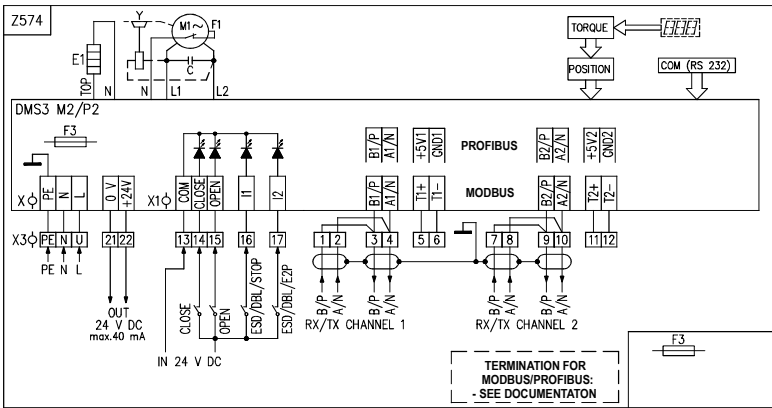 Z574
Y
M1~
F1
E1
C
TOP
N
N
L1
L2
TORQUE
POSITION
COM (RS 232)
DMS3 M2/P2
F3
PROFIBUS
B1/P A1/N +5V1 GND1
B2/P A2/N +5V2 GND2
MODBUS
X PE N L 0 V +24V
X1 COM CLOSE OPEN I1 I2
B1/P A1/N T1+ T1-
B2/P A2/N T2+ T2-
X3 PE N U 21 22 13 14 15 16 17 1 2 3 4 5 6 7 8 9 10 11 12
PE N L
OUT
24 V DC
max.40 mA
CLOSE
OPEN
ESD/DBL/STOP
ESD/DBL/E2P
IN 24 V DC
B/P A/N B/P A/N
RX/TX CHANNEL 1
B/P A/N B/P A/N
RX/TX CHANNEL 2
TERMINATION FOR
MODBUS/PROFIBUS:
- SEE DOCUMENTATON
F3